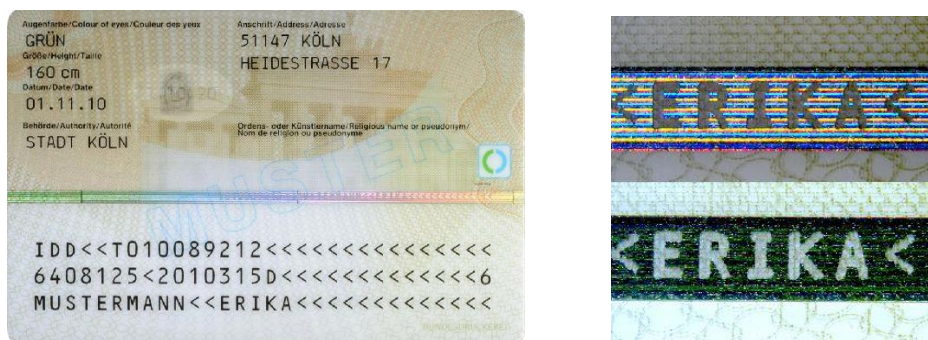 Augenfarbe/Colour of eyes/Couleur des yeux
GRÜN
Größe/Height/Taille
160 cm
Datum/Date/Date
01.11.10
Behörde/Authority/Autorité
STADT KÖLN
Anschrift/Address/Adresse
51147 KÖLN
HEIDESTRASSE 17
Ordens- oder Künstlername/Religious name or pseudonym/
Nom de religion ou pseudonyme
MUSTER
IDD<<T010089212<<<<<<<<<<<<<<<
6408125<2010315D<<<<<<<<<<<<<6
MUSTERMANN<<ERIKA<<<<<<<<<<<<<
<ERIKA<
<ERIKA<